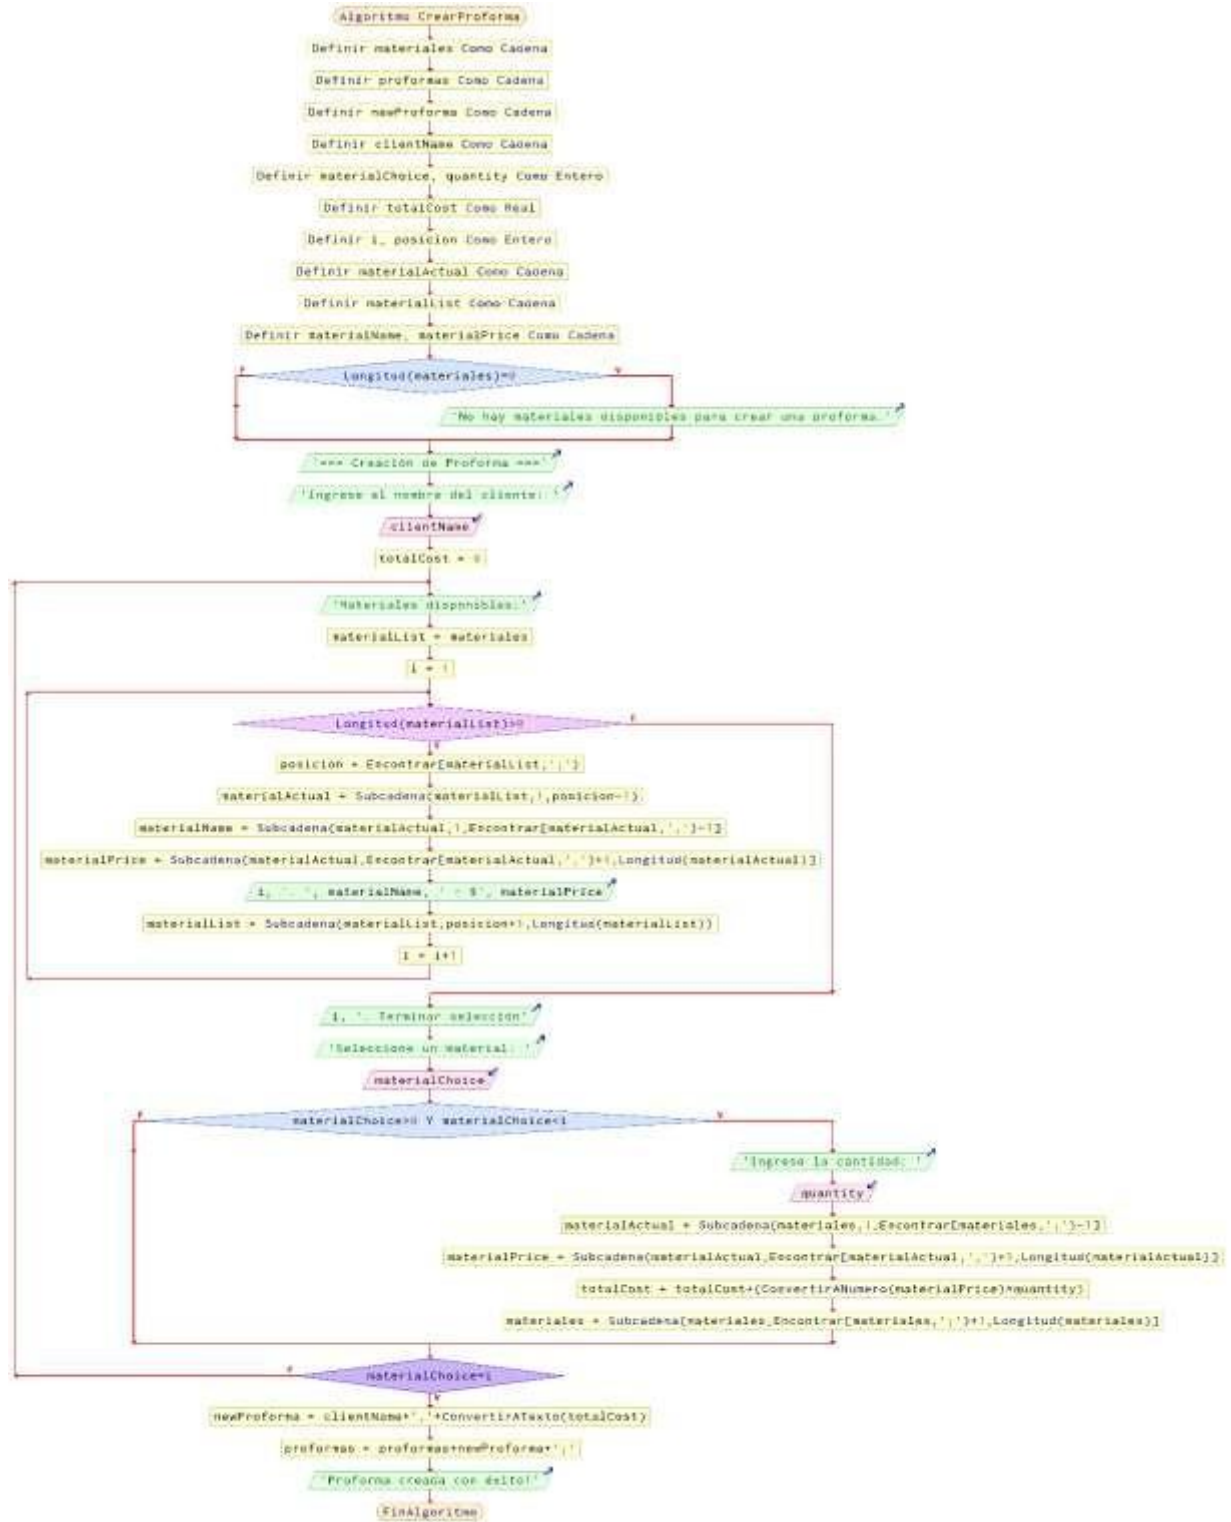 Algoritmo CrearProforma
Definir materiales Como Cadena
Definir proformas Como Cadena
Definir newProforma Como Cadena
Definir clientName Como Cadena
Definir materialChoice, quantity Como Entero
Definir totalCost Como Real
Definir i, posicion Como Entero
Definir materialActual Como Cadena
Definir materialList Como Cadena
Definir materialName, materialPrice Como Cadena
F
Longitud(materiales)=0
V
'No hay materiales disponibles para crear una proforma.'
'=== Creación de Proforma ==='
'Ingrese el nombre del cliente: '
clientName
totalCost = 0
'Materiales disponibles:'
materialList = materiales
i = 1
Longitud(materialList)>0
F
V
posicion = Encontrar[materialList,';']
materialActual = Subcadena(materialList,1,posicion-1)
materialName = Subcadena(materialActual,1,Encontrar[materialActual,',']-1)
materialPrice = Subcadena(materialActual,Encontrar[materialActual,',']+1,Longitud(materialActual))
i, '. ', materialName, ' - $', materialPrice
materialList = Subcadena(materialList,posicion+1,Longitud(materialList))
i = i+1
i, '. Terminar selección'
'Seleccione un material: '
materialChoice
F
materialChoice>0 Y materialChoice<i
V
'Ingrese la cantidad: '
quantity
materialActual = Subcadena(materiales,1,Encontrar[materiales,';']-1)
materialPrice = Subcadena(materialActual,Encontrar[materialActual,',']+1,Longitud(materialActual))
totalCost = totalCost+(ConvertirANumero(materialPrice)*quantity)
materiales = Subcadena(materiales,Encontrar[materiales,';']+1,Longitud(materiales))
F
materialChoice=i
V
newProforma = clientName+','+ConvertirATexto(totalCost)
proformas = proformas+newProforma+';'
'Proforma creada con éxito!'
FinAlgoritmo